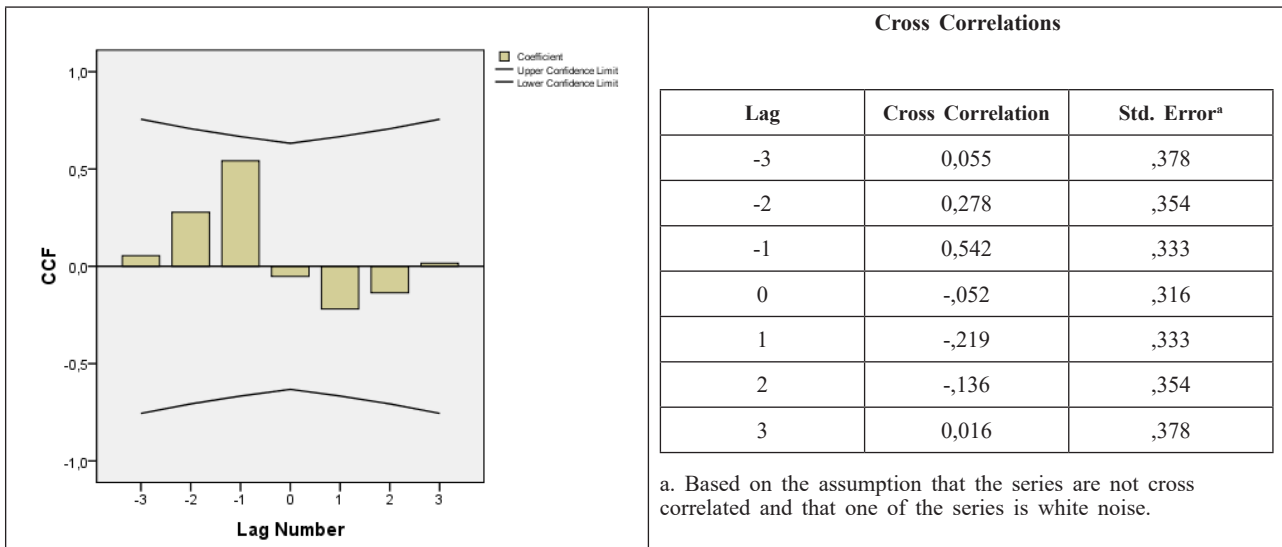 1,0
0,5
0,0
-0,5
-1,0
CCF
-3 -2 -1 0 1 2 3
Lag Number
Coefficient
Upper Confidence Limit
Lower Confidence Limit
Cross Correlations
Lag Cross Correlation Std. Errorᵃ
-3 0,055 ,378
-2 0,278 ,354
-1 0,542 ,333
0 -,052 ,316
1 -,219 ,333
2 -,136 ,354
3 0,016 ,378
a. Based on the assumption that the series are not cross
correlated and that one of the series is white noise.